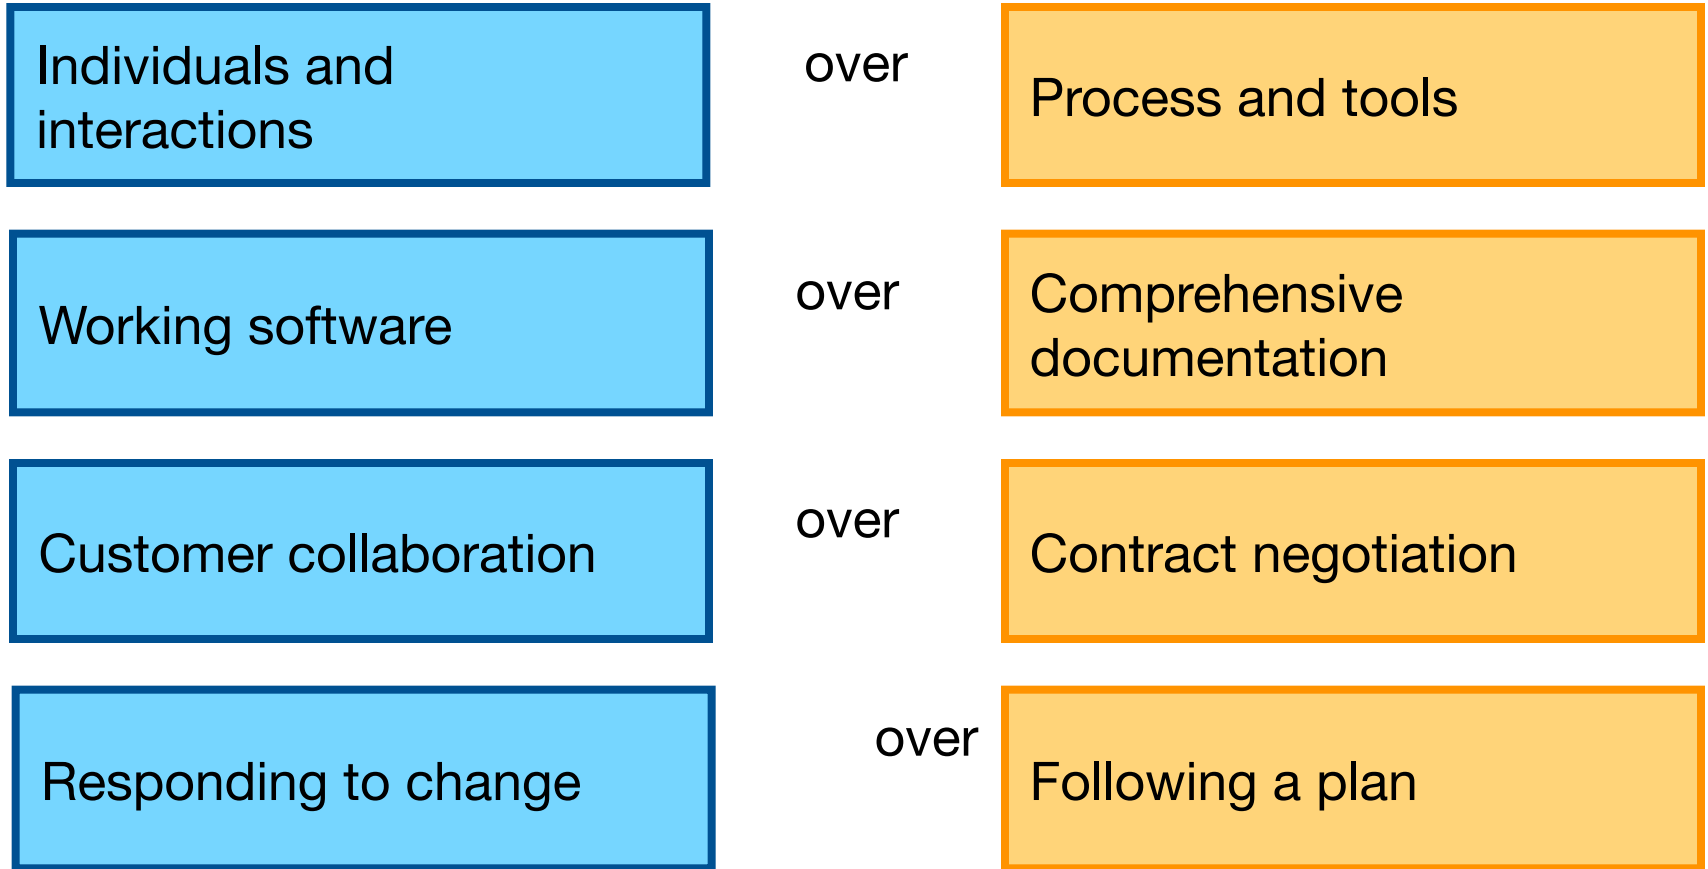 Individuals and
interactions
over
Process and tools
Working software
over
Comprehensive
documentation
Customer collaboration
over
Contract negotiation
Responding to change
over
Following a plan